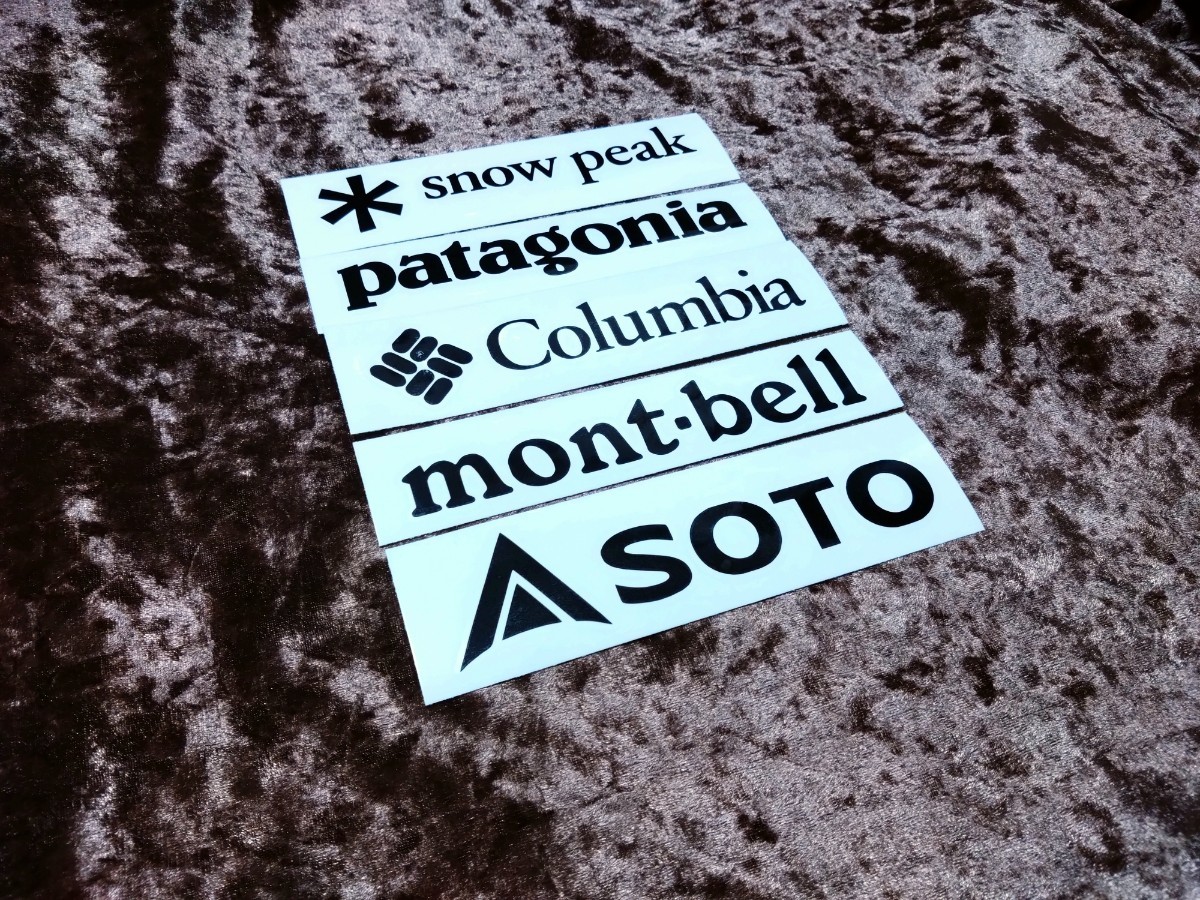 snow peak
patagonia
Columbia
mont·bell
SOTO